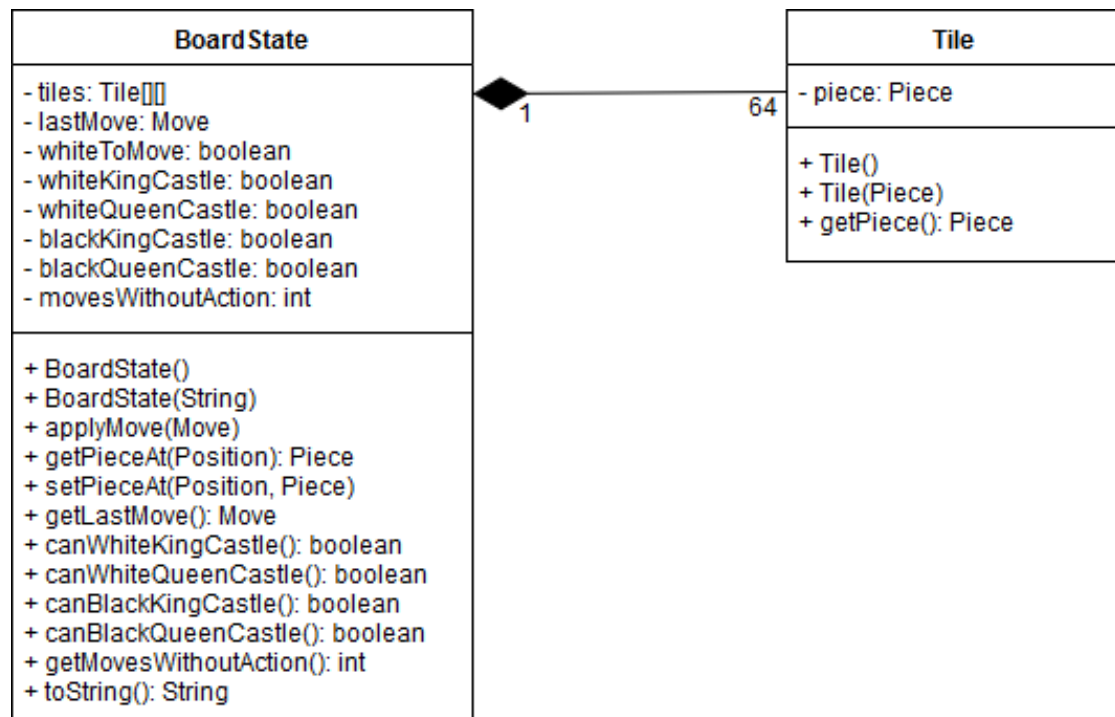 BoardState
- tiles: Tile[][]
- lastMove: Move
- whiteToMove: boolean
- whiteKingCastle: boolean
- whiteQueenCastle: boolean
- blackKingCastle: boolean
- blackQueenCastle: boolean
- movesWithoutAction: int
+ BoardState()
+ BoardState(String)
+ applyMove(Move)
+ getPieceAt(Position): Piece
+ setPieceAt(Position, Piece)
+ getLastMove(): Move
+ canWhiteKingCastle(): boolean
+ canWhiteQueenCastle(): boolean
+ canBlackKingCastle(): boolean
+ canBlackQueenCastle(): boolean
+ getMovesWithoutAction(): int
+ toString(): String
1
64
Tile
- piece: Piece
+ Tile()
+ Tile(Piece)
+ getPiece(): Piece